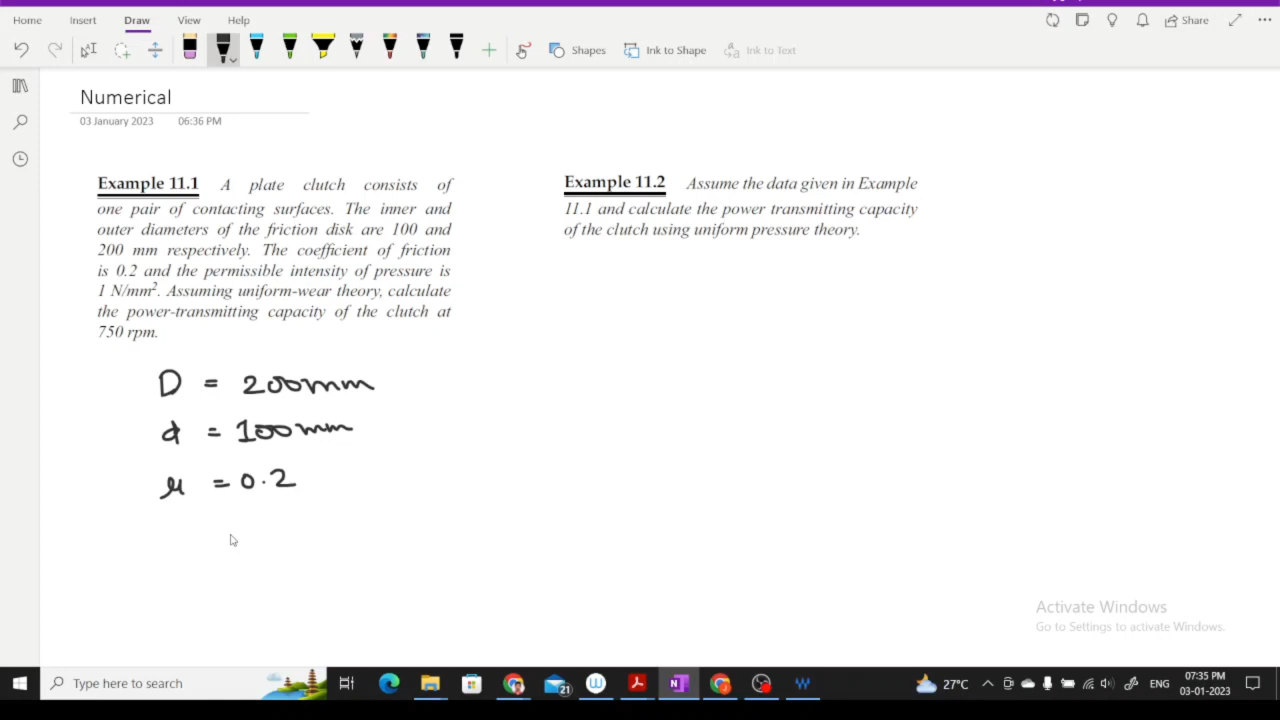 Home Insert Draw View Help
Share
Shapes Ink to Shape Ink to Text
Numerical
03 January 2023 06:36 PM
Example 11.1 A plate clutch consists of
one pair of contacting surfaces. The inner and
outer diameters of the friction disk are 100 and
200 mm respectively. The coefficient of friction
is 0.2 and the permissible intensity of pressure is
1 N/mm². Assuming uniform-wear theory, calculate
the power-transmitting capacity of the clutch at
750 rpm.
Example 11.2 Assume the data given in Example
11.1 and calculate the power transmitting capacity
of the clutch using uniform pressure theory.
D = 200mm
d = 100mm
μ = 0.2
Activate Windows
Go to Settings to activate Windows.
Type here to search
21
27°C
ENG
07:35 PM
03-01-2023